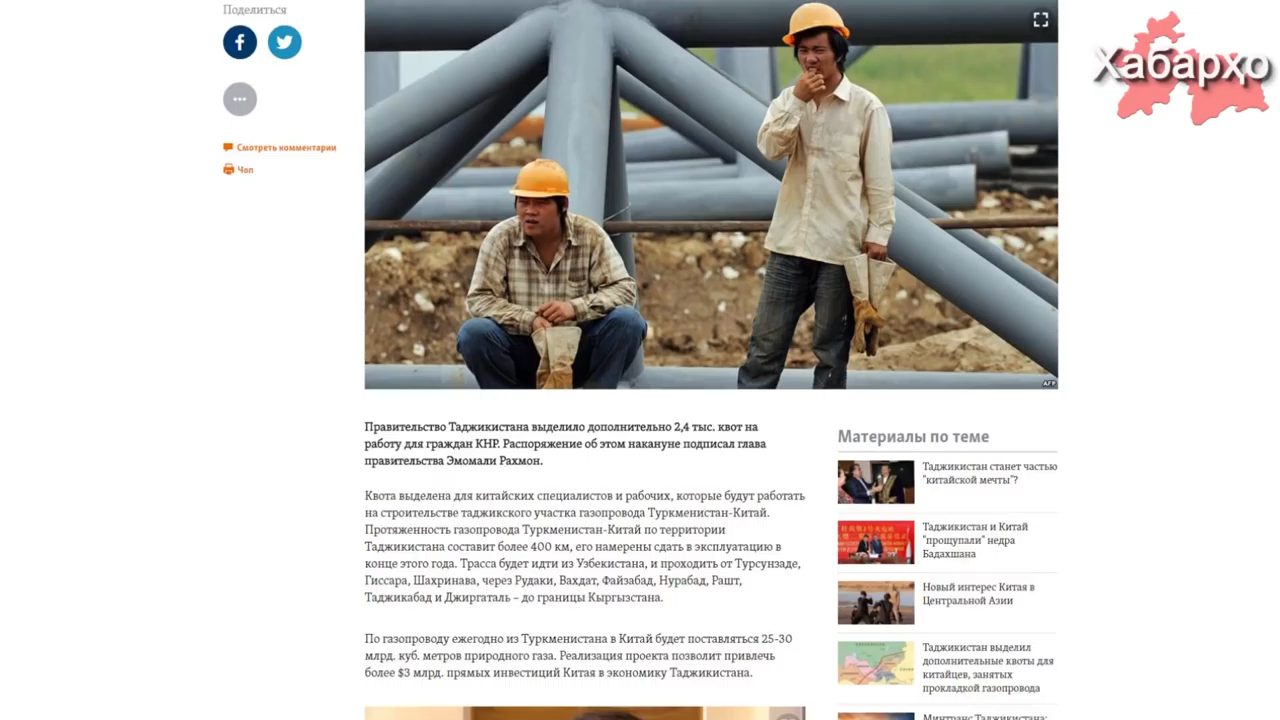 Поделиться
Хабарҳо
Смотреть комментарии
Чоп
AFP
Правительство Таджикистана выделило дополнительно 2,4 тыс. квот на
работу для граждан КНР. Распоряжение об этом накануне подписал глава
правительства Эмомали Рахмон.
Квота выделена для китайских специалистов и рабочих, которые будут работать
на строительстве таджикского участка газопровода Туркменистан-Китай.
Протяженность газопровода Туркменистан-Китай по территории
Таджикистана составит более 400 км, его намерены сдать в эксплуатацию в
конце этого года. Трасса будет идти из Узбекистана, и проходить от Турсунзаде,
Гиссара, Шахринава, через Рудаки, Вахдат, Файзабад, Нурабад, Рашт,
Таджикабад и Джиргаталь – до границы Кыргызстана.
По газопроводу ежегодно из Туркменистана в Китай будет поставляться 25-30
млрд. куб. метров природного газа. Реализация проекта позволит привлечь
более $3 млрд. прямых инвестиций Китая в экономику Таджикистана.
Материалы по теме
Таджикистан станет частью
"китайской мечты"?
Таджикистан и Китай
"прощупали" недра
Бадахшана
Новый интерес Китая в
Центральной Азии
Таджикистан выделил
дополнительные квоты для
китайцев, занятых
прокладкой газопровода
Минтранс Таджикистана: